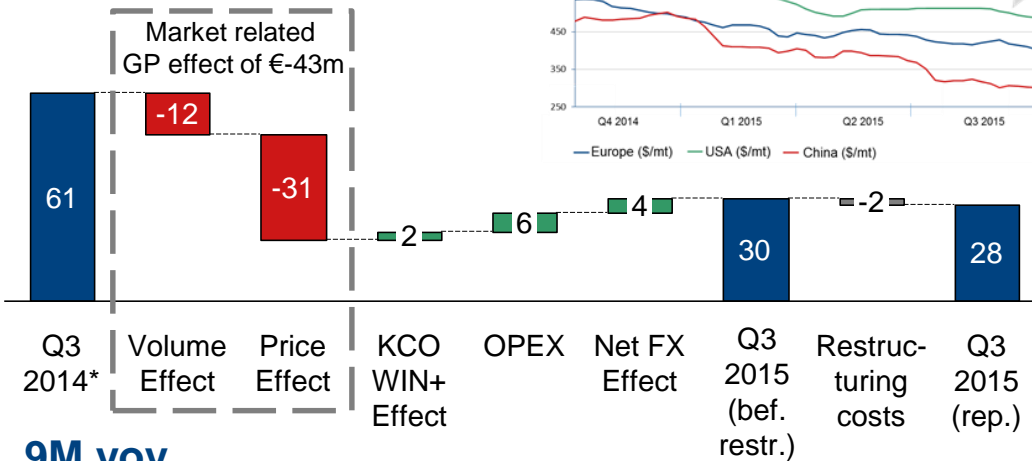 Market related
GP effect of €-43m
450
350
250
Q4 2014 Q1 2015 Q2 2015 Q3 2015
Europe ($/mt) USA ($/mt) China ($/mt)
61
-12
-31
2
6
4
30
-2
28
Q3
2014*
Volume
Effect
Price
Effect
KCO
WIN+
Effect
OPEX
Net FX
Effect
Q3
2015
(bef.
restr.)
Restruc-
turing
costs
Q3
2015
(rep.)
9M yoy